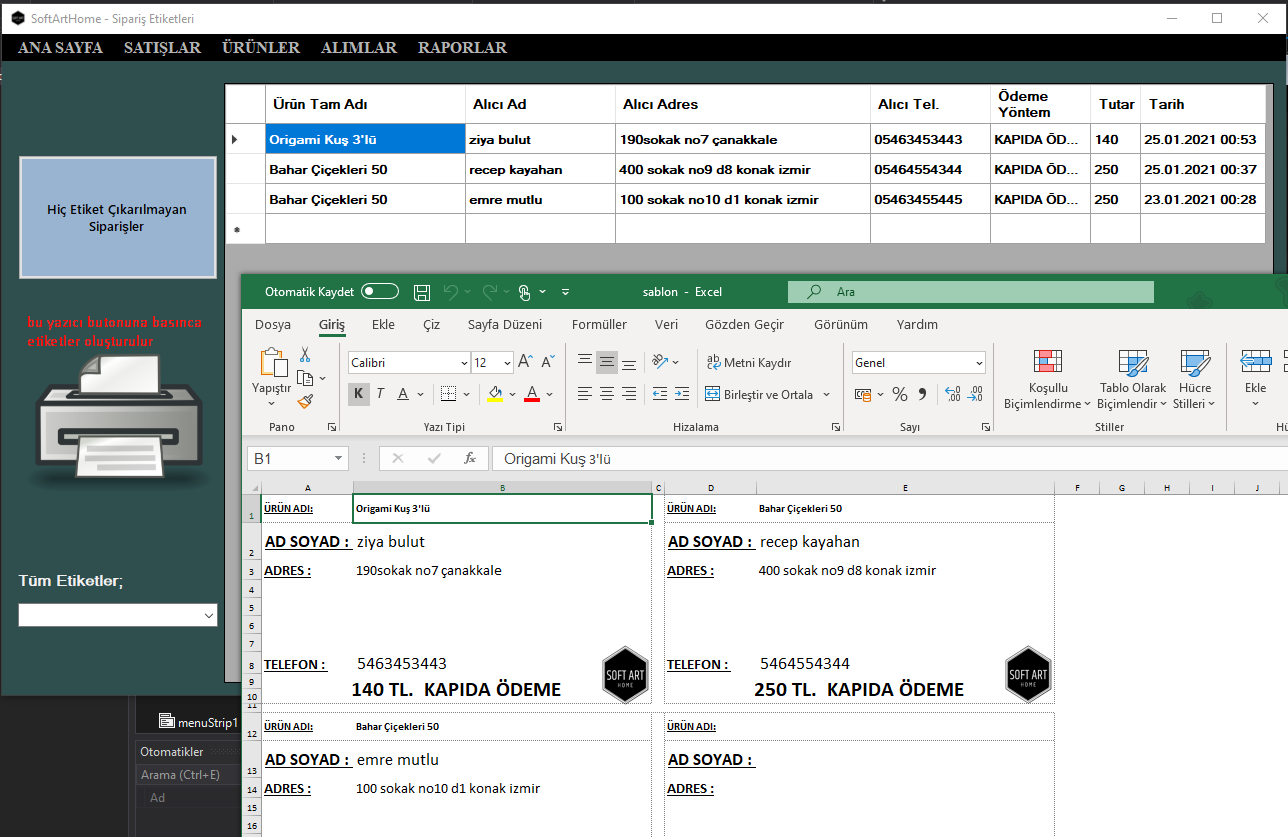 SoftArtHome - Sipariş Etiketleri
ANA SAYFA SATIŞLAR ÜRÜNLER ALIMLAR RAPORLAR
Ürün Tam Adı Alıcı Ad Alıcı Adres Alıcı Tel. Ödeme Yöntem Tutar Tarih
Origami Kuş 3'lü ziya bulut 190sokak no7 çanakkale 05463453443 KAPIDA ÖD... 140 25.01.2021 00:53
Bahar Çiçekleri 50 recep kayahan 400 sokak no9 d8 konak izmir 05464554344 KAPIDA ÖD... 250 25.01.2021 00:37
Bahar Çiçekleri 50 emre mutlu 100 sokak no10 d1 konak izmir 05463455445 KAPIDA ÖD... 250 23.01.2021 00:28
Hiç Etiket Çıkarılmayan
Siparişler
bu yazıcı butonuna basınca
etiketler oluşturulur
Tüm Etiketler;
menuStrip1
Otomatikler
Arama (Ctrl+E)
Ad
Otomatik Kaydet sablon - Excel Ara
Dosya Giriş Ekle Çiz Sayfa Düzeni Formüller Veri Gözden Geçir Görünüm Yardım
Yapıştır Calibri 12 Metni Kaydır Genel
K T A Birleştir ve Ortala
Koşullu Biçimlendirme Tablo Olarak Biçimlendir Hücre Stilleri Ekle
Pano Yazı Tipi Hizalama Sayı Stiller Hü
B1 fx Origami Kuş 3'lü
A B C D E F G H I J
1 ÜRÜN ADI: Origami Kuş 3'lü ÜRÜN ADI: Bahar Çiçekleri 50
2 AD SOYAD : ziya bulut AD SOYAD : recep kayahan
3 ADRES : 190sokak no7 çanakkale ADRES : 400 sokak no9 d8 konak izmir
4
5
6
7
8 TELEFON : 5463453443 SOFT ART HOME TELEFON : 5464554344 SOFT ART HOME
9
10 140 TL. KAPIDA ÖDEME 250 TL. KAPIDA ÖDEME
11
12 ÜRÜN ADI: Bahar Çiçekleri 50 ÜRÜN ADI:
13 AD SOYAD : emre mutlu AD SOYAD :
14 ADRES : 100 sokak no10 d1 konak izmir ADRES :
15
16